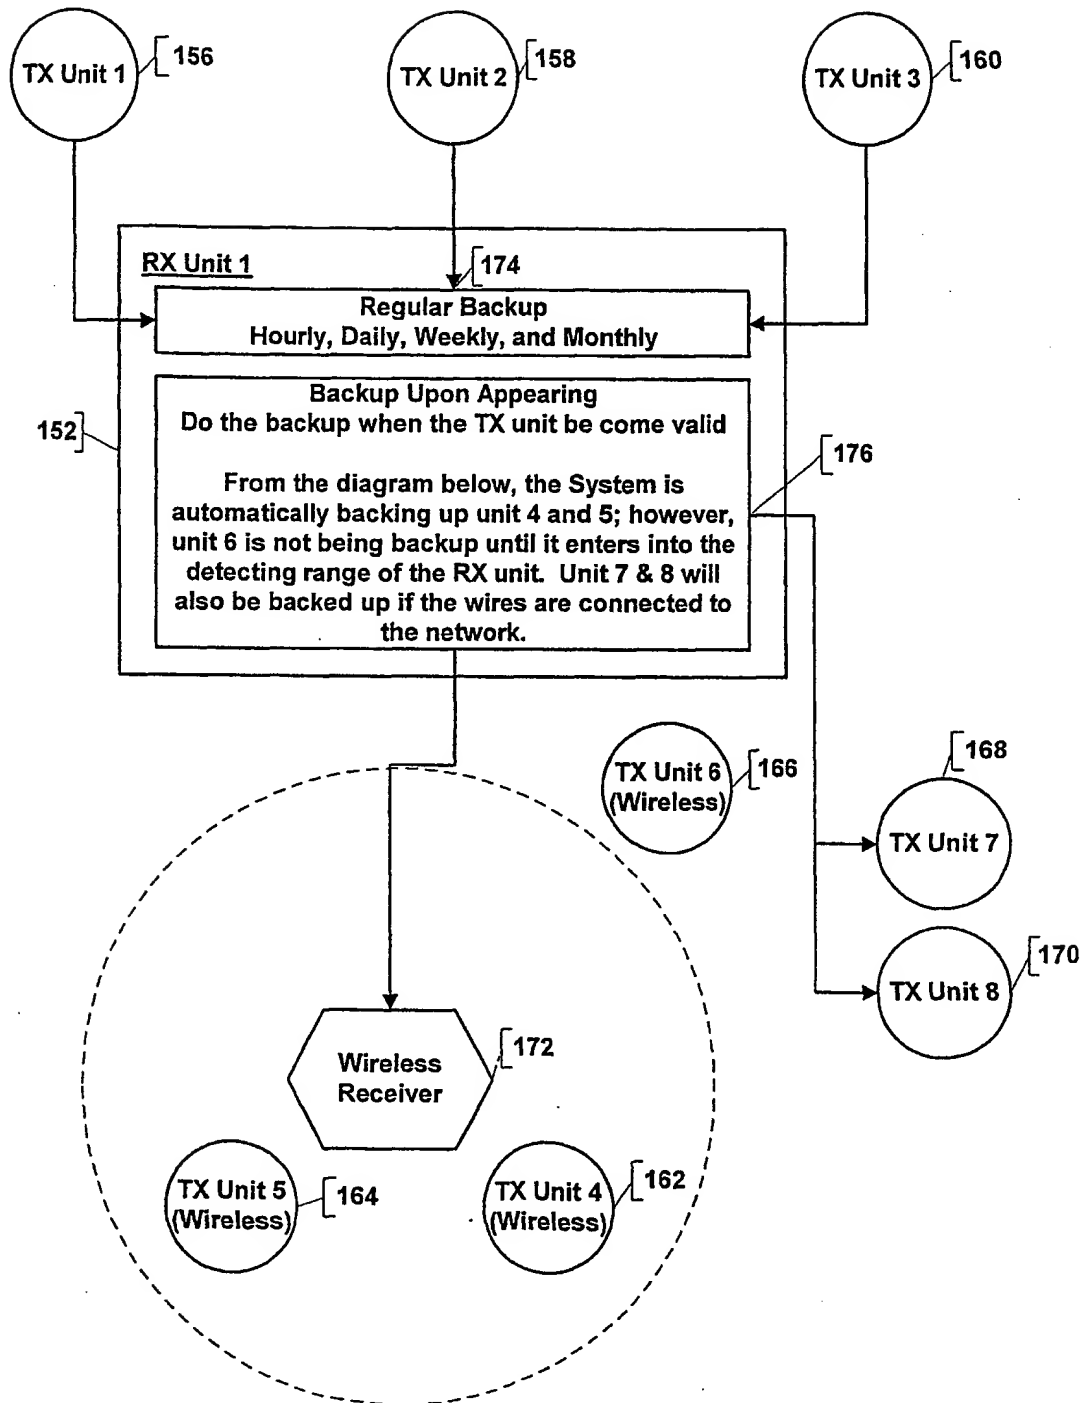 TX Unit 1
156
TX Unit 2
158
TX Unit 3
160
RX Unit 1
174
Regular Backup
Hourly, Daily, Weekly, and Monthly
152
Backup Upon Appearing
Do the backup when the TX unit be come valid
From the diagram below, the System is
automatically backing up unit 4 and 5; however,
unit 6 is not being backup until it enters into the
detecting range of the RX unit. Unit 7 & 8 will
also be backed up if the wires are connected to
the network.
176
TX Unit 6
(Wireless)
166
168
TX Unit 7
TX Unit 8
170
Wireless
Receiver
172
TX Unit 5
(Wireless)
164
TX Unit 4
(Wireless)
162